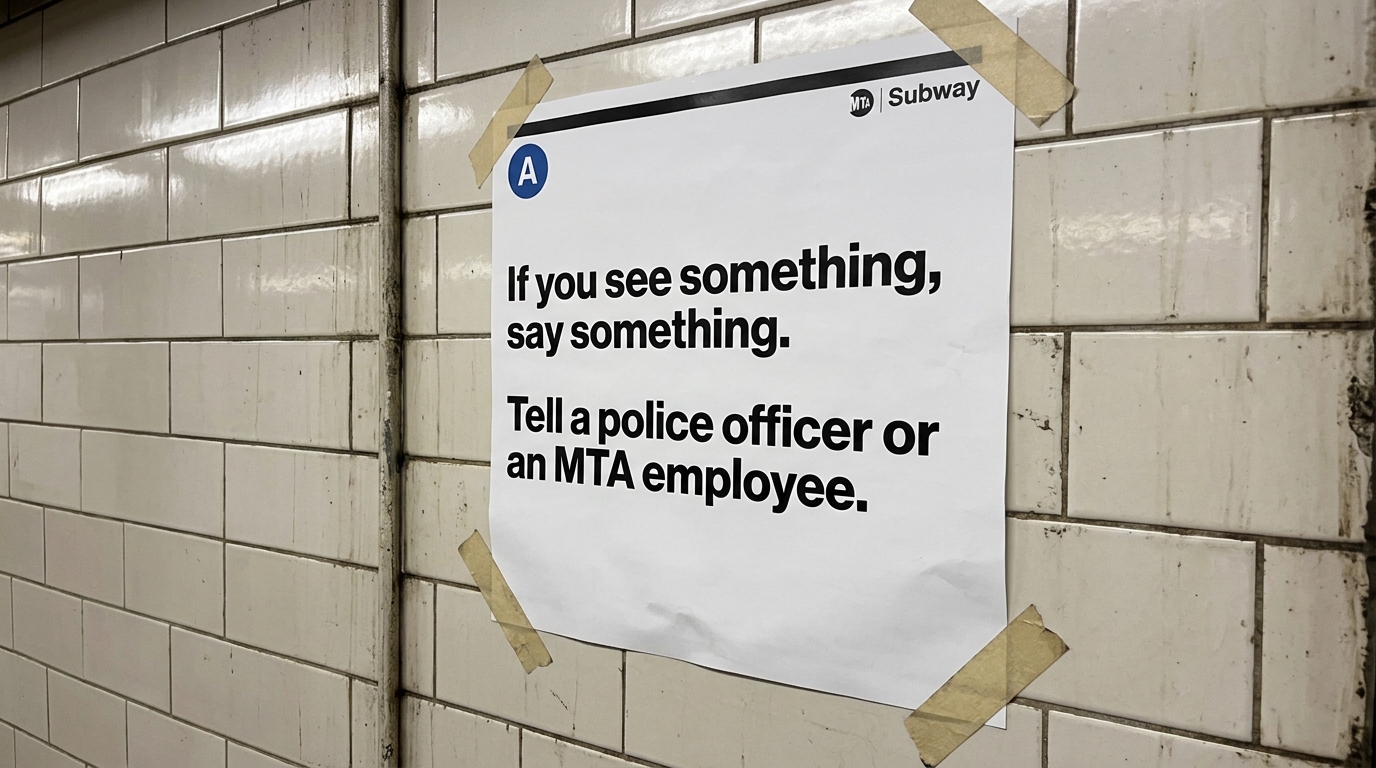 MTA | Subway
A
If you see something,
say something.
Tell a police officer or
an MTA employee.